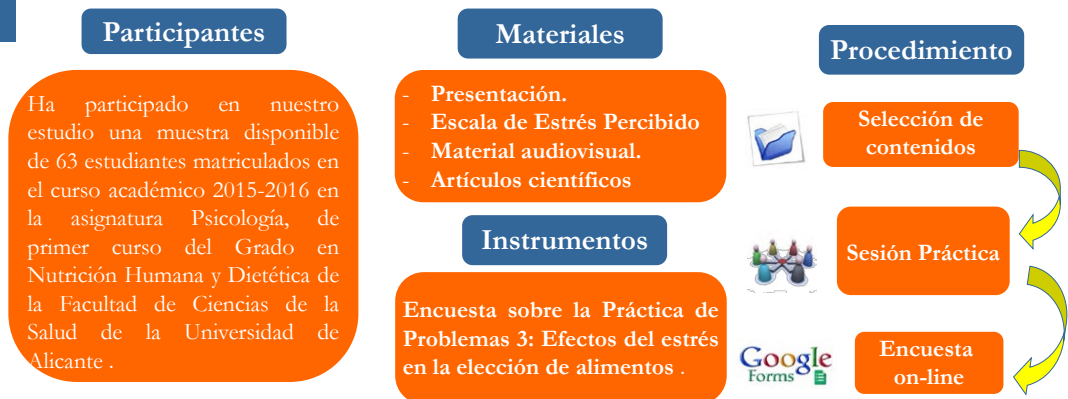 Participantes
Ha participado en nuestro
estudio una muestra disponible
de 63 estudiantes matriculados en
el curso académico 2015-2016 en
la asignatura Psicología, de
primer curso del Grado en
Nutrición Humana y Dietética de
la Facultad de Ciencias de la
Salud de la Universidad de
Alicante .
Materiales
- Presentación.
- Escala de Estrés Percibido
- Material audiovisual.
- Artículos científicos
Instrumentos
Encuesta sobre la Práctica de
Problemas 3: Efectos del estrés
en la elección de alimentos .
Procedimiento
Selección de
contenidos
Sesión Práctica
Google
Forms
Encuesta
on-line